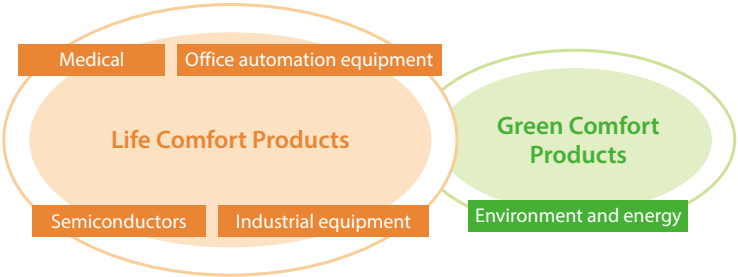 Medical
Office automation equipment
Life Comfort Products
Semiconductors
Industrial equipment
Green Comfort
Products
Environment and energy